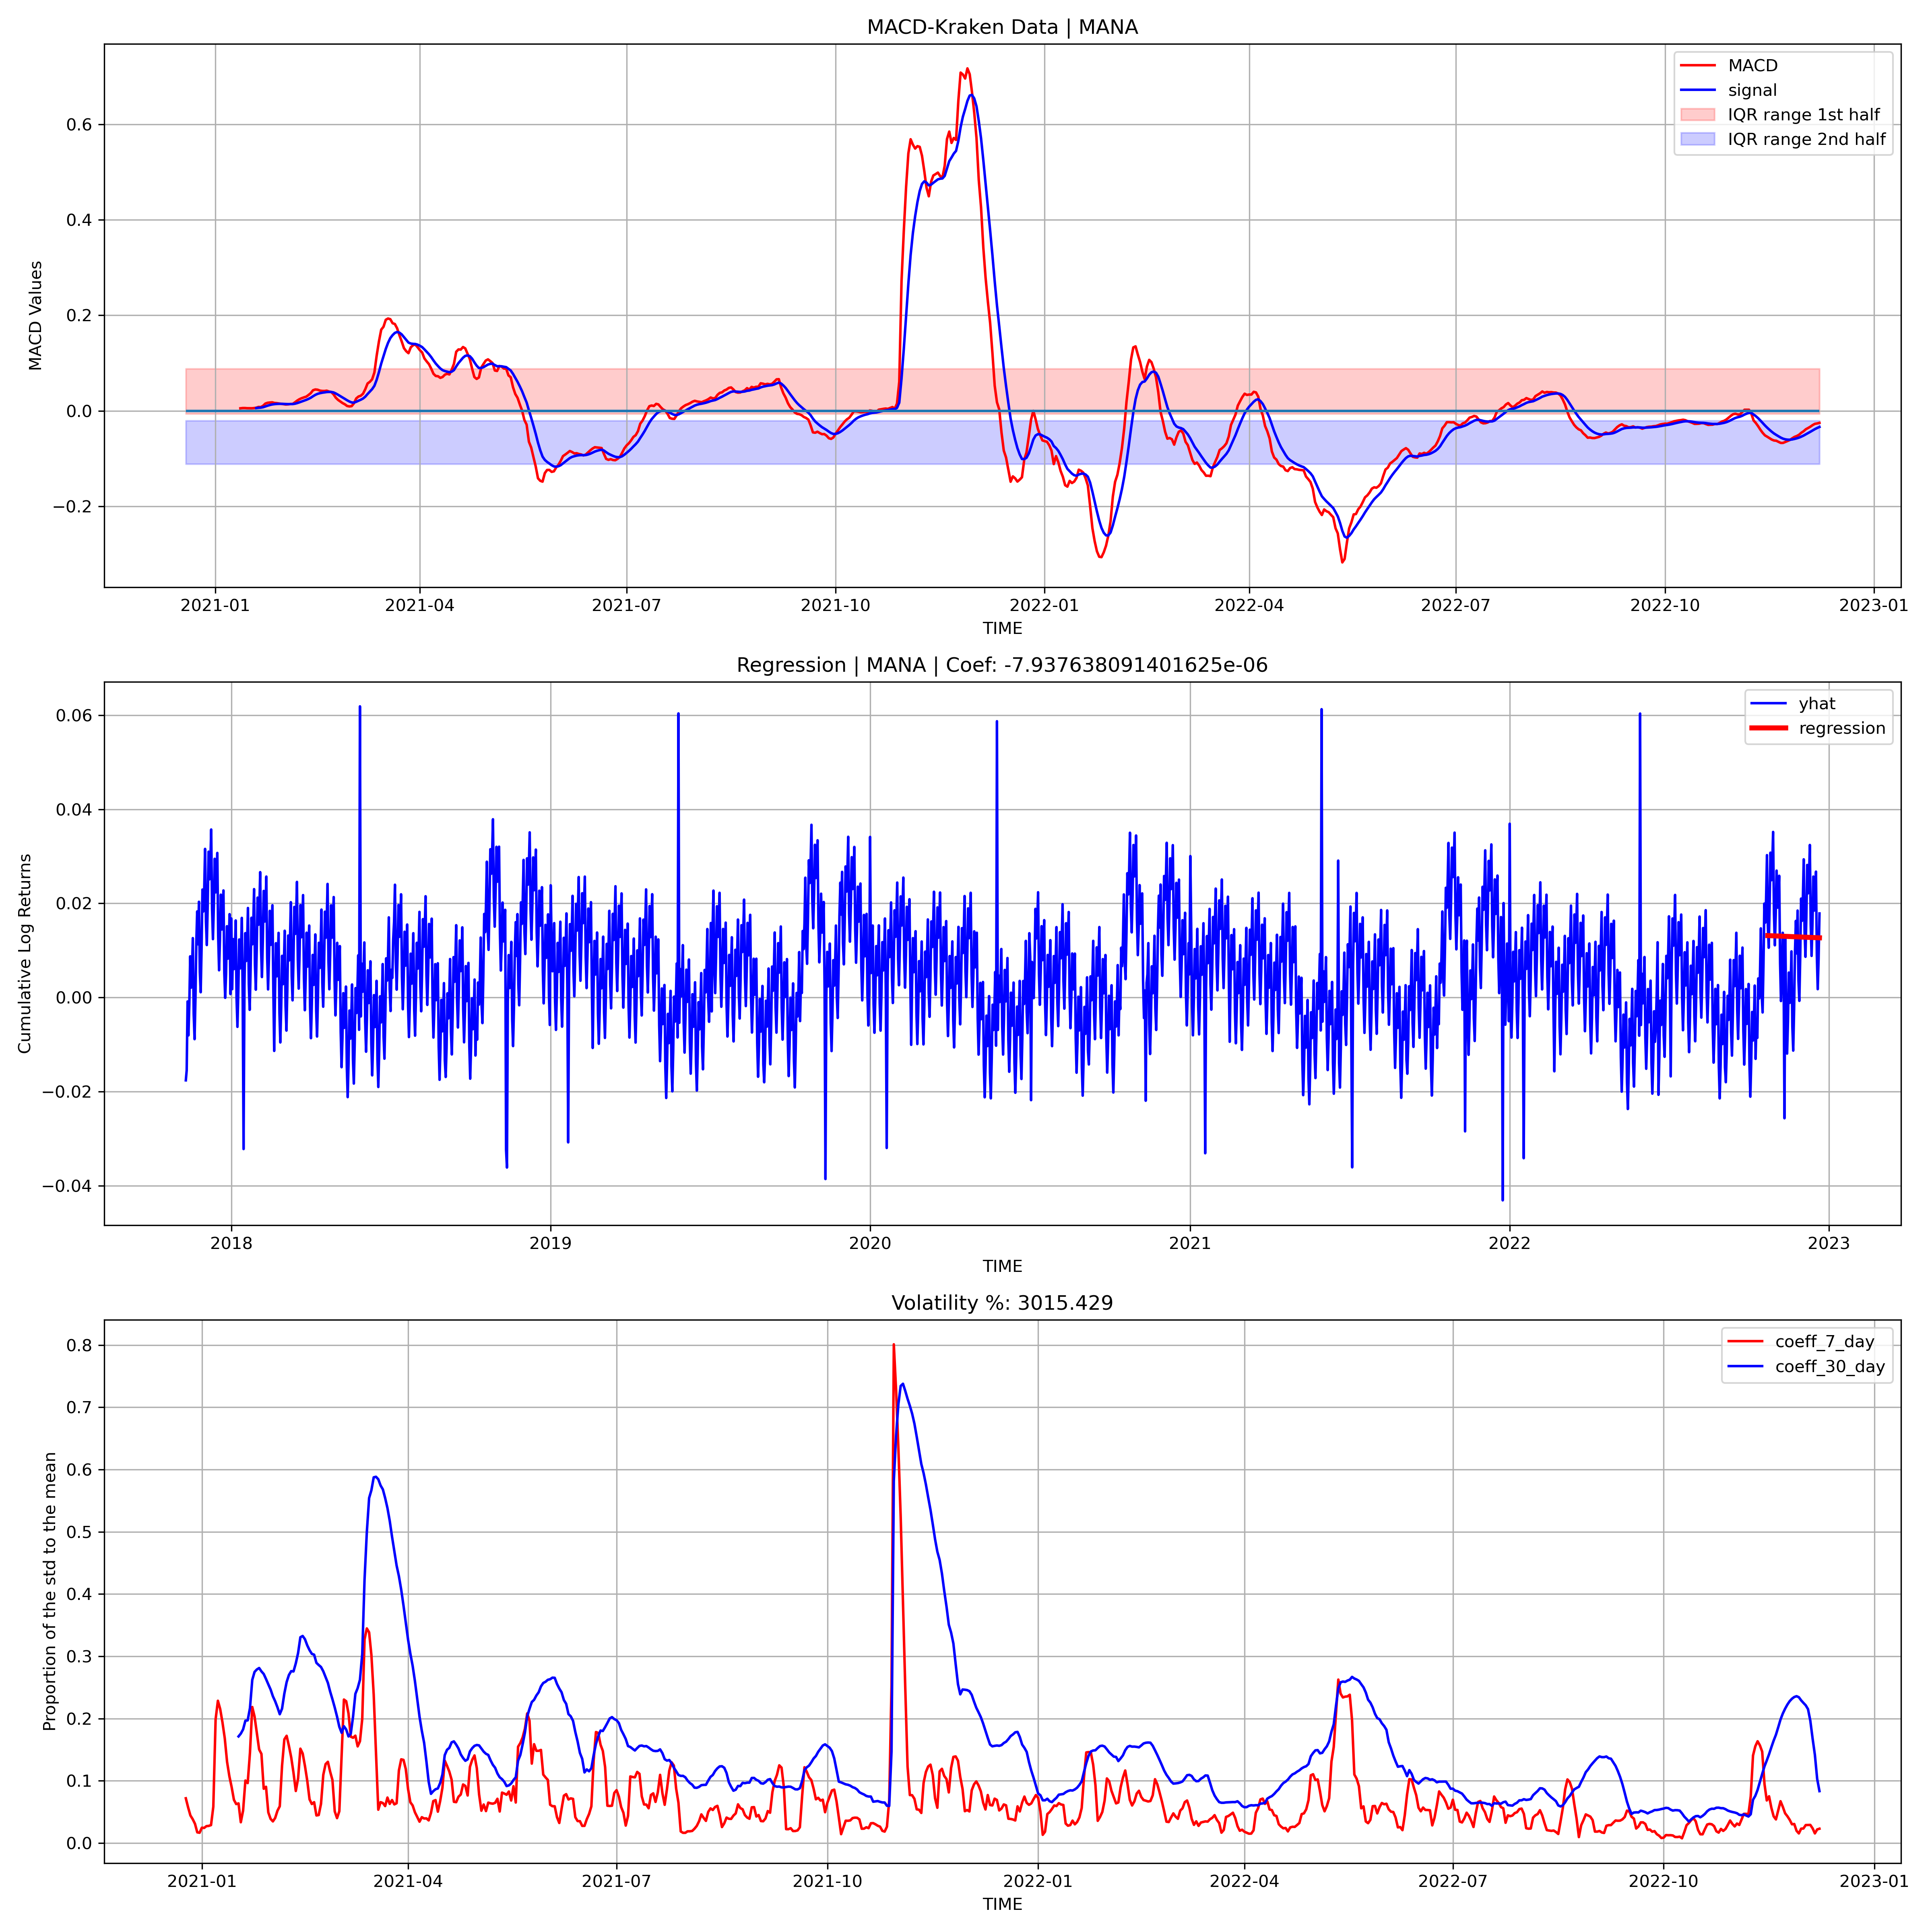 MACD-Kraken Data | MANA
MACD
signal
IQR range 1st half
IQR range 2nd half
MACD Values
0.6
0.4
0.2
0.0
−0.2
2021-01
2021-04
2021-07
2021-10
2022-01
2022-04
2022-07
2022-10
2023-01
TIME
Regression | MANA | Coef: -7.937638091401625e-06
yhat
regression
Cumulative Log Returns
0.06
0.04
0.02
0.00
−0.02
−0.04
2018
2019
2020
2021
2022
2023
TIME
Volatility %: 3015.429
coeff_7_day
coeff_30_day
Proportion of the std to the mean
0.8
0.7
0.6
0.5
0.4
0.3
0.2
0.1
0.0
2021-01
2021-04
2021-07
2021-10
2022-01
2022-04
2022-07
2022-10
2023-01
TIME